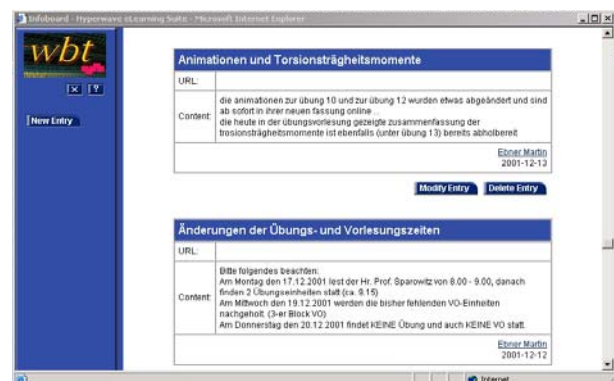 Infoboard - Hyperwave eLearning Suite - Microsoft Internet Explorer
wbt
New Entry
Animationen und Torsionsträgheitsmomente
URL:
Content:
die animationen zur übung 10 und zur übung 12 wurden etwas abgeändert und sind
ab sofort in ihrer neuen fassung online ...
die heute in der übungsvorlesung gezeigte zusammenfassung der
trosionsträgheitsmomente ist ebenfalls (unter übung 13) bereits abholbereit
Ebner Martin
2001-12-13
Modify Entry Delete Entry
Änderungen der Übungs- und Vorlesungszeiten
URL:
Content:
Bitte folgendes beachten:
Am Montag den 17.12.2001 lest der Hr. Prof. Sparowitz von 8.00 - 9.00, danach
finden 2 Übungseinheiten statt (ca. 9.15)
Am Mittwoch den 19.12.2001 werden die bisher fehlenden VO-Einheiten
nachgeholt. (3-er Block VO)
Am Donnerstag den 20.12.2001 findet KEINE Übung und auch KEINE VO statt.
Ebner Martin
2001-12-12
Internet